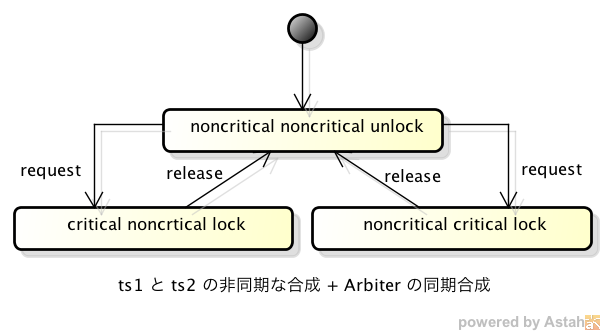 noncritical noncritical unlock
request
release
release
request
critical noncrtical lock
noncritical critical lock
ts1 と ts2 の非同期な合成 + Arbiter の同期合成
powered by Astah